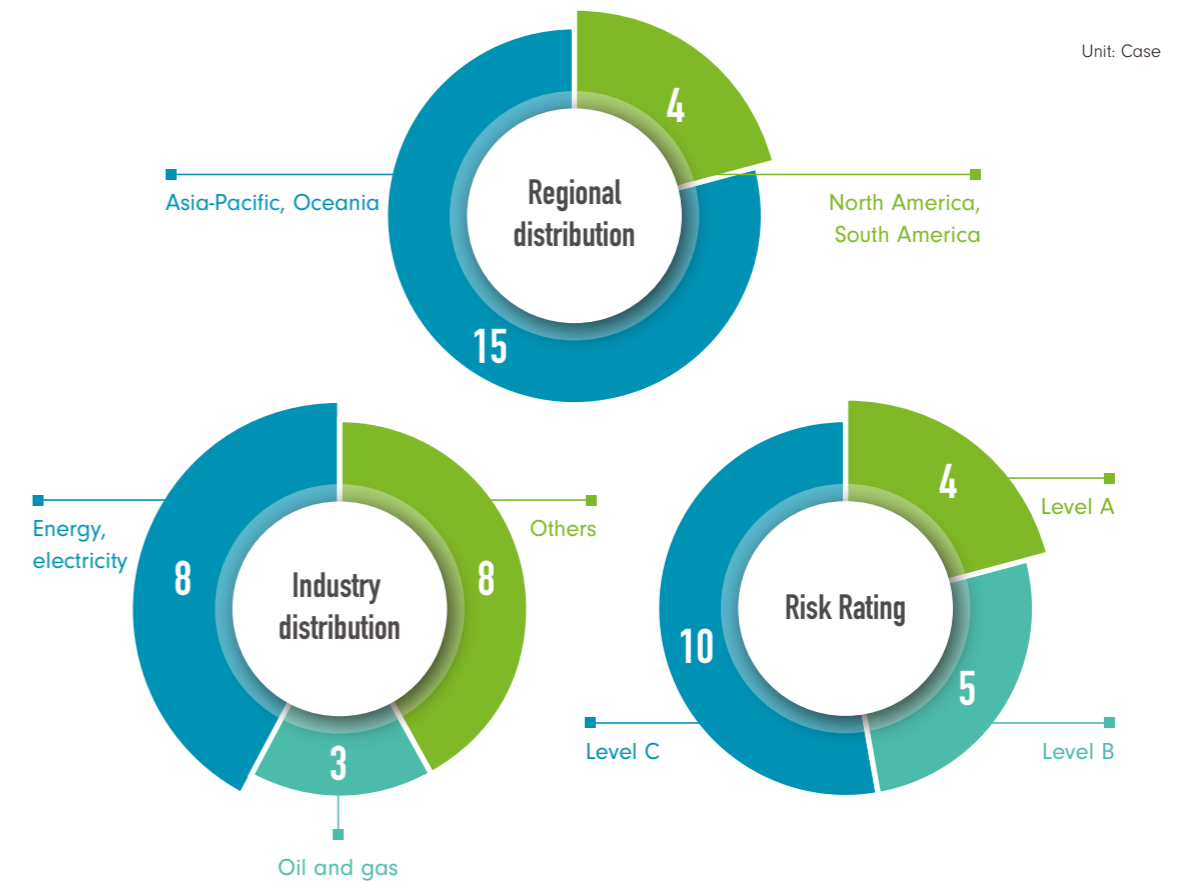 Unit: Case
4
Asia-Pacific, Oceania
Regional
distribution
North America,
South America
15
Energy,
electricity
8
Industry
distribution
8
Others
3
Oil and gas
4
Level A
Risk Rating
10
5
Level C
Level B